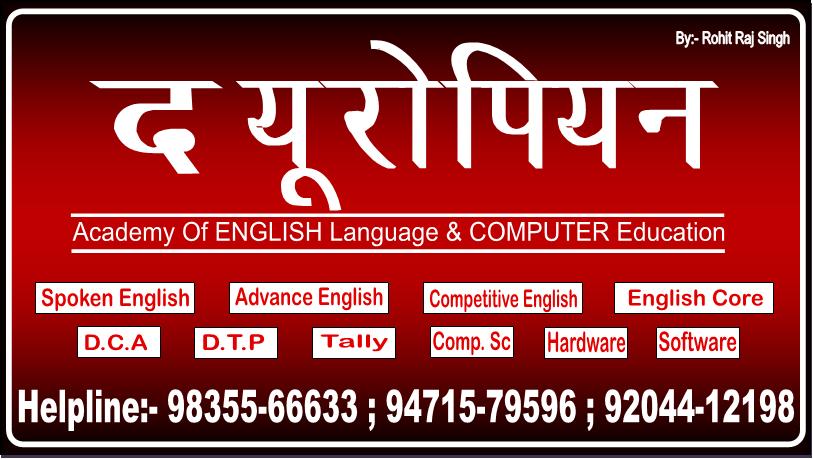 By:- Rohit Raj Singh
द यूरोपियन
Academy Of ENGLISH Language & COMPUTER Education
Spoken English Advance English Competitive English English Core
D.C.A D.T.P Tally Comp. Sc Hardware Software
Helpline:- 98355-66633 ; 94715-79596 ; 92044-12198